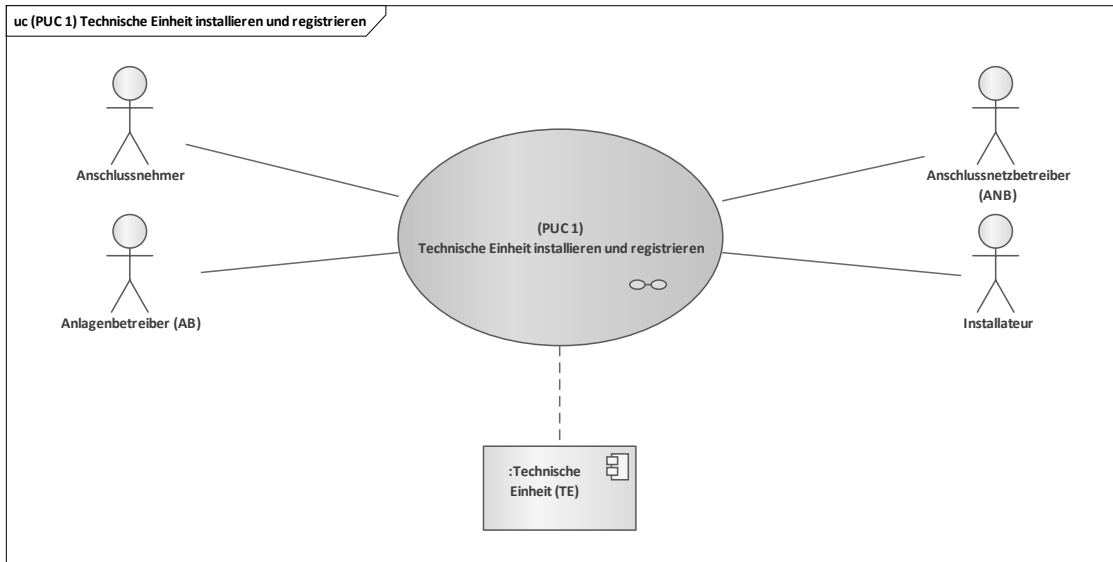 uc (PUC 1) Technische Einheit installieren und registrieren
Anschlussnehmer
Anschlussnetzbetreiber
(ANB)
(PUC 1)
Technische Einheit installieren und registrieren
Anlagenbetreiber (AB)
Installateur
:Technische
Einheit (TE)